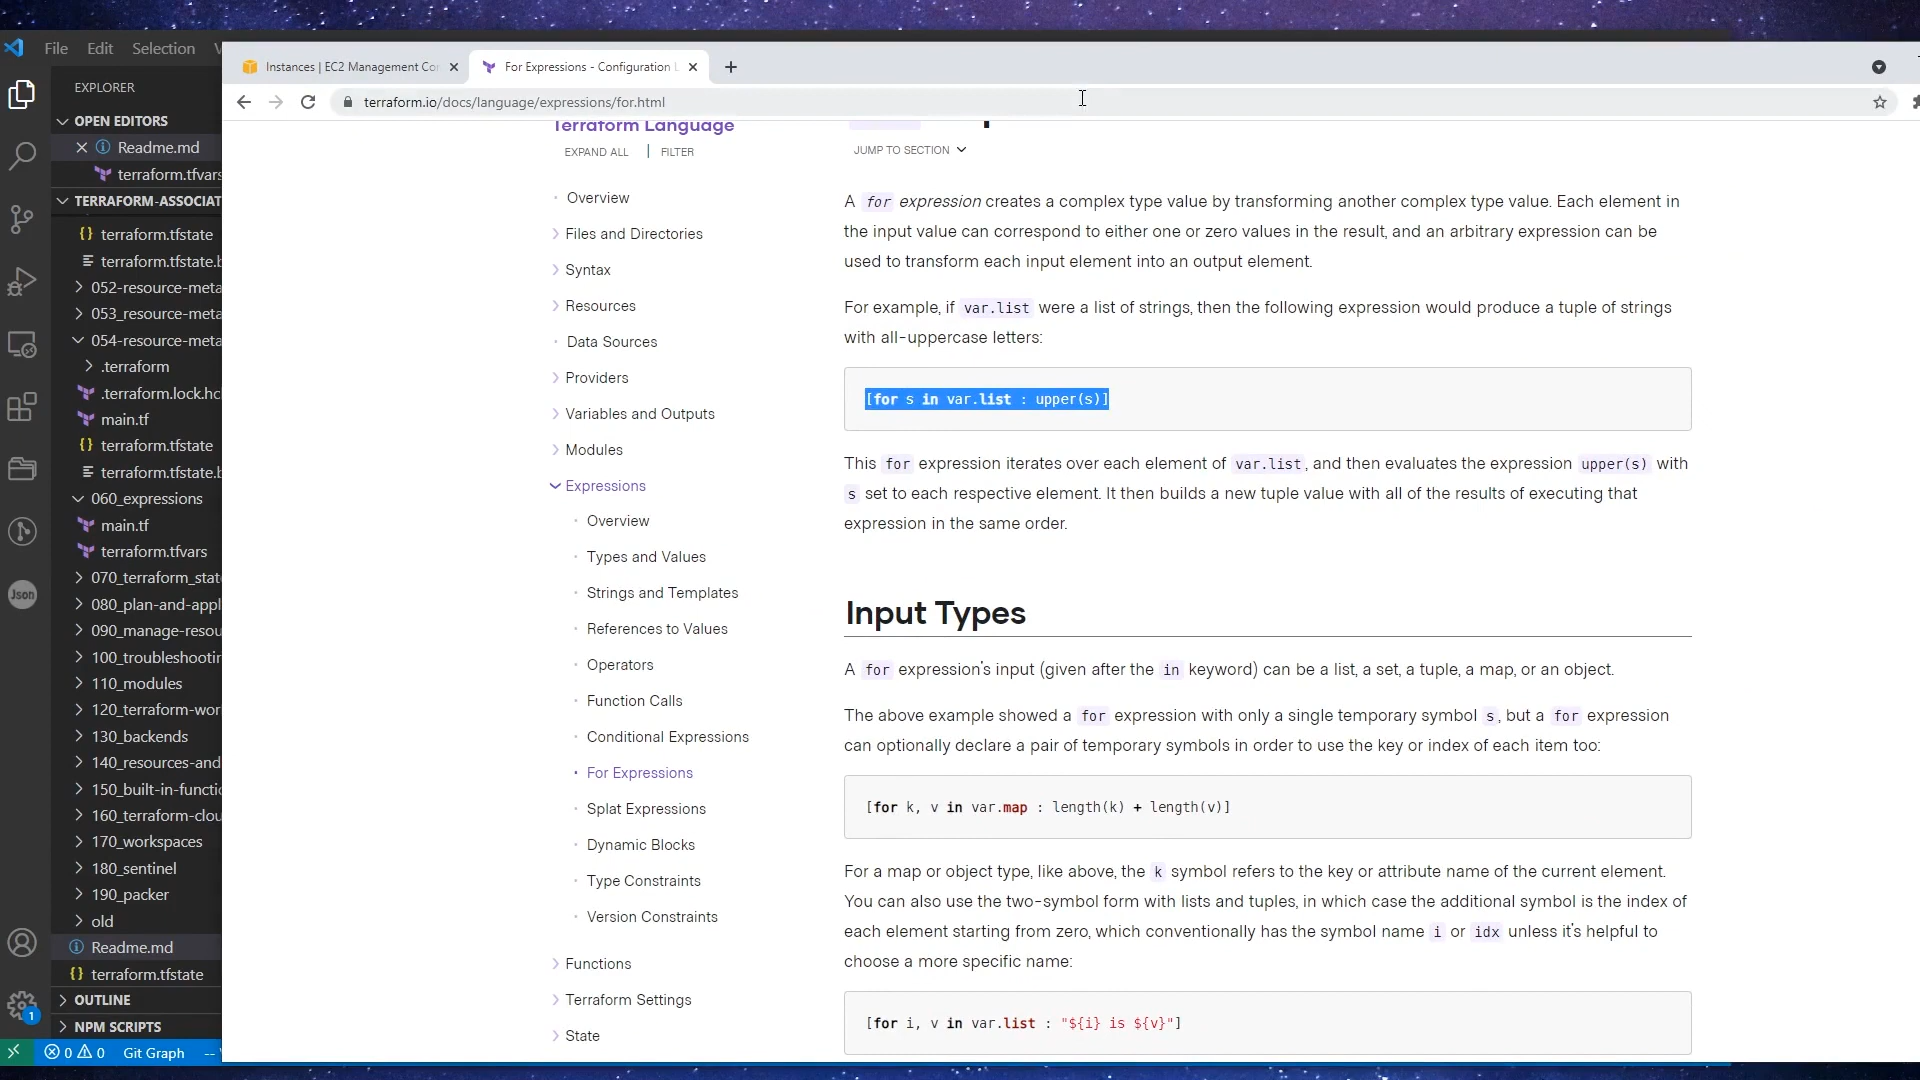 File Edit Selection
Instances | EC2 Management Co
For Expressions - Configuration L
terraform.io/docs/language/expressions/for.html
EXPLORER
OPEN EDITORS
Readme.md
terraform.tfvars
TERRAFORM-ASSOCIAT
terraform.tfstate
terraform.tfstate.b
052-resource-meta
053_resource-meta
054-resource-meta
.terraform
.terraform.lock.hc
main.tf
terraform.tfstate
terraform.tfstate.b
060_expressions
main.tf
terraform.tfvars
070_terraform_stat
080_plan-and-appl
090_manage-resou
100_troubleshootin
110_modules
120_terraform-wor
130_backends
140_resources-and
150_built-in-functio
160_terraform-clou
170_workspaces
180_sentinel
190_packer
old
Readme.md
terraform.tfstate
OUTLINE
NPM SCRIPTS
Json
1
0 0 Git Graph --
Terraform Language
EXPAND ALL | FILTER
Overview
Files and Directories
Syntax
Resources
Data Sources
Providers
Variables and Outputs
Modules
Expressions
Overview
Types and Values
Strings and Templates
References to Values
Operators
Function Calls
Conditional Expressions
For Expressions
Splat Expressions
Dynamic Blocks
Type Constraints
Version Constraints
Functions
Terraform Settings
State
JUMP TO SECTION
A for expression creates a complex type value by transforming another complex type value. Each element in
the input value can correspond to either one or zero values in the result, and an arbitrary expression can be
used to transform each input element into an output element.
For example, if var.list were a list of strings, then the following expression would produce a tuple of strings
with all-uppercase letters:
[for s in var.list : upper(s)]
This for expression iterates over each element of var.list, and then evaluates the expression upper(s) with
s set to each respective element. It then builds a new tuple value with all of the results of executing that
expression in the same order.
Input Types
A for expression's input (given after the in keyword) can be a list, a set, a tuple, a map, or an object.
The above example showed a for expression with only a single temporary symbol s, but a for expression
can optionally declare a pair of temporary symbols in order to use the key or index of each item too:
[for k, v in var.map : length(k) + length(v)]
For a map or object type, like above, the k symbol refers to the key or attribute name of the current element.
You can also use the two-symbol form with lists and tuples, in which case the additional symbol is the index of
each element starting from zero, which conventionally has the symbol name i or idx unless it's helpful to
choose a more specific name:
[for i, v in var.list : "${i} is ${v}"]